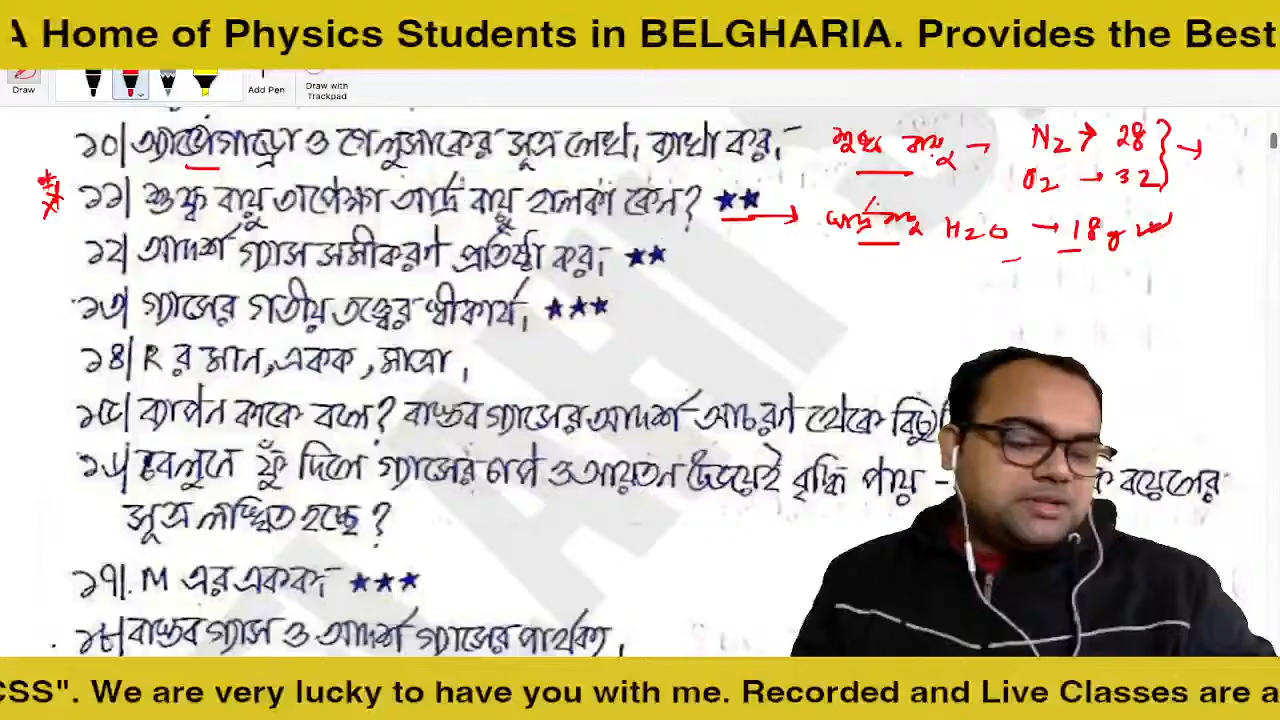 A Home of Physics Students in BELGHARIA. Provides the Best
Draw
Add Pen
Draw with
Trackpad
১০| অ্যাভোগাড্রো ও গেলুসাকের সূত্র লেখ, ব্যাখা কর,
শুষ্ক বায়ু → N₂ → 28
O₂ → 32
১১| শুষ্ক বায়ু অপেক্ষা আর্দ্র বায়ু হালকা কেন? ★★
আর্দ্র বায়ু H₂O → 18 g
১২| আদর্শ গ্যাস সমীকরণ প্রতিষ্ঠা কর, ★★
১৩| গ্যাসের গতীয় তত্ত্বের স্বীকার্য, ★★★
১৪| R র মান, একক, মাত্রা,
১৫| ব্যাপন কাকে বলে? বাস্তব গ্যাসের আদর্শ আচরণ থেকে
১৬| বেলুনে ফুঁ দিলে গ্যাসের চাপ ও আয়তন উভয়েই বৃদ্ধি পায় - বয়েলের
সূত্র লঙ্ঘিত হচ্ছে?
১৭|. M এর একক, ★★★
১৮| বাস্তব গ্যাস ও আদর্শ গ্যাসের পার্থক্য,
CSS". We are very lucky to have you with me. Recorded and Live Classes are a